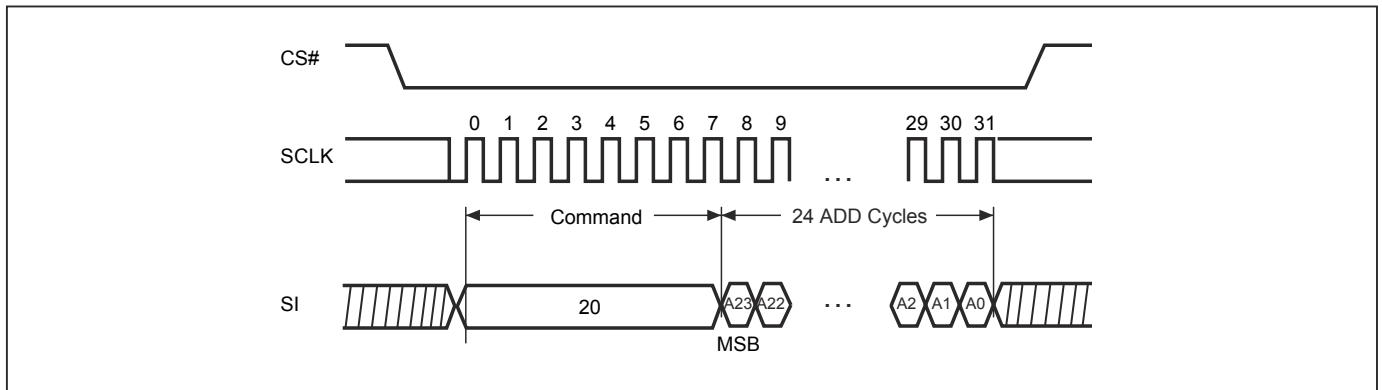 CS#
0 1 2 3 4 5 6 7 8 9 29 30 31
SCLK
...
Command 24 ADD Cycles
SI 20 A23 A22 ... A2 A1 A0
MSB